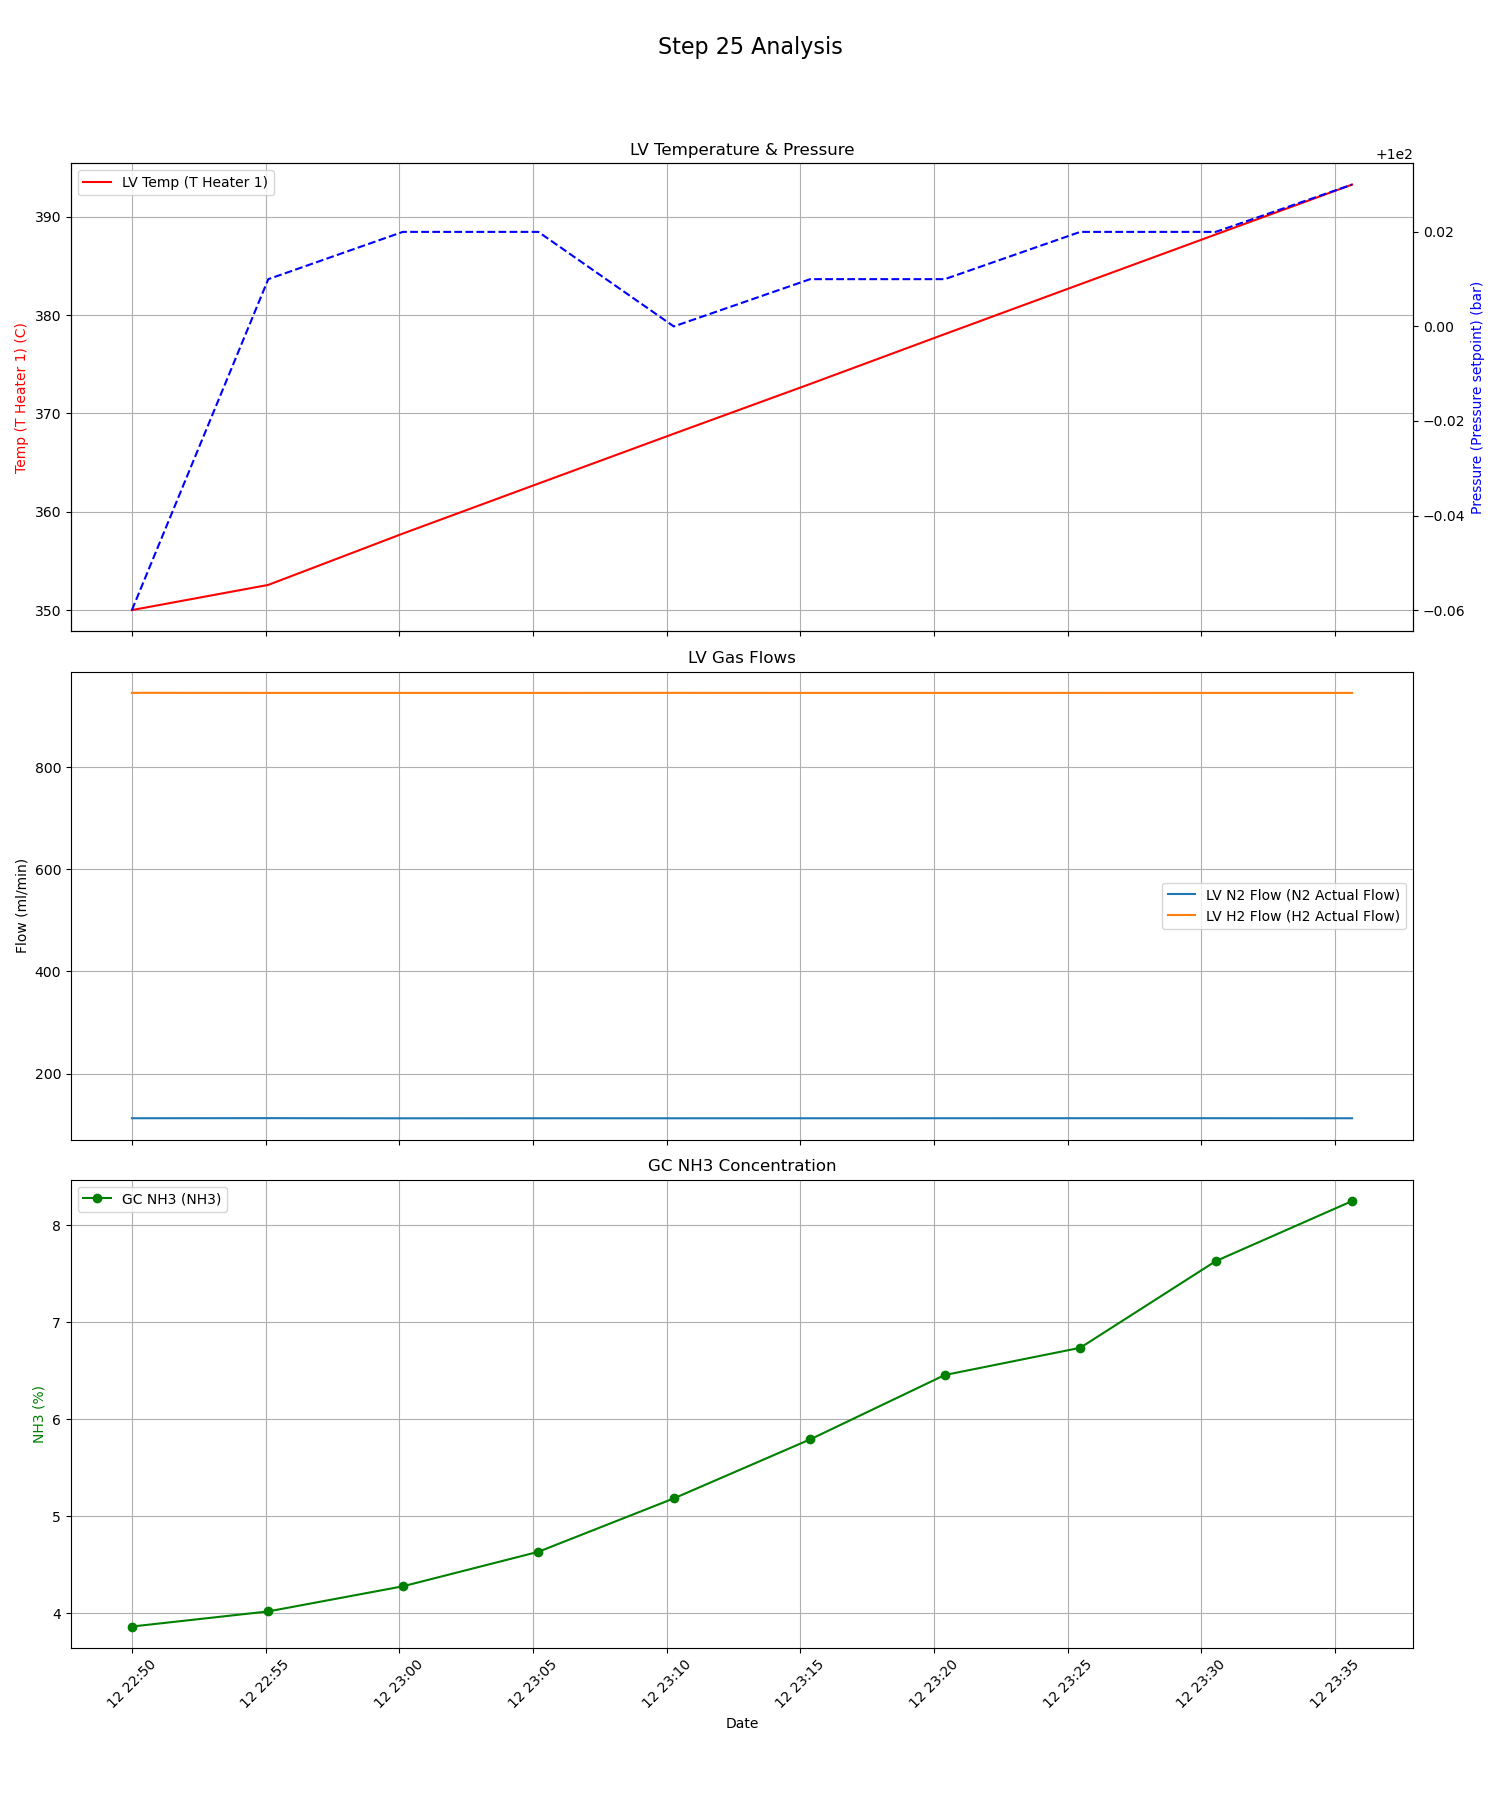 Step 25 Analysis
LV Temperature & Pressure
+1e2
LV Temp (T Heater 1)
390
380
370
360
350
Temp (T Heater 1) (C)
0.02
0.00
−0.02
−0.04
−0.06
Pressure (Pressure setpoint) (bar)
LV Gas Flows
800
600
400
200
Flow (ml/min)
LV N2 Flow (N2 Actual Flow)
LV H2 Flow (H2 Actual Flow)
GC NH3 Concentration
GC NH3 (NH3)
8
7
6
5
4
NH3 (%)
12 22:50
12 22:55
12 23:00
12 23:05
12 23:10
12 23:15
12 23:20
12 23:25
12 23:30
12 23:35
Date